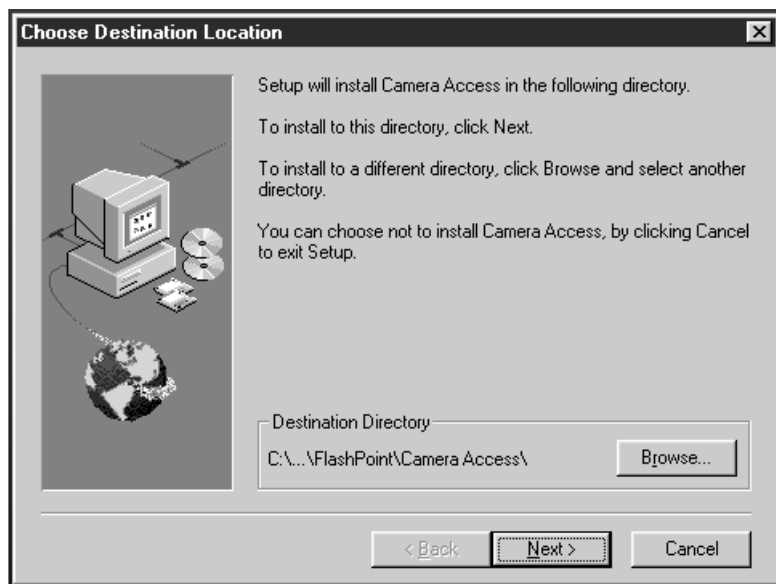 Choose Destination Location
Setup will install Camera Access in the following directory.
To install to this directory, click Next.
To install to a different directory, click Browse and select another
directory.
You can choose not to install Camera Access, by clicking Cancel
to exit Setup.
Destination Directory
C:\...\FlashPoint\Camera Access\
Browse...
< Back
Next >
Cancel